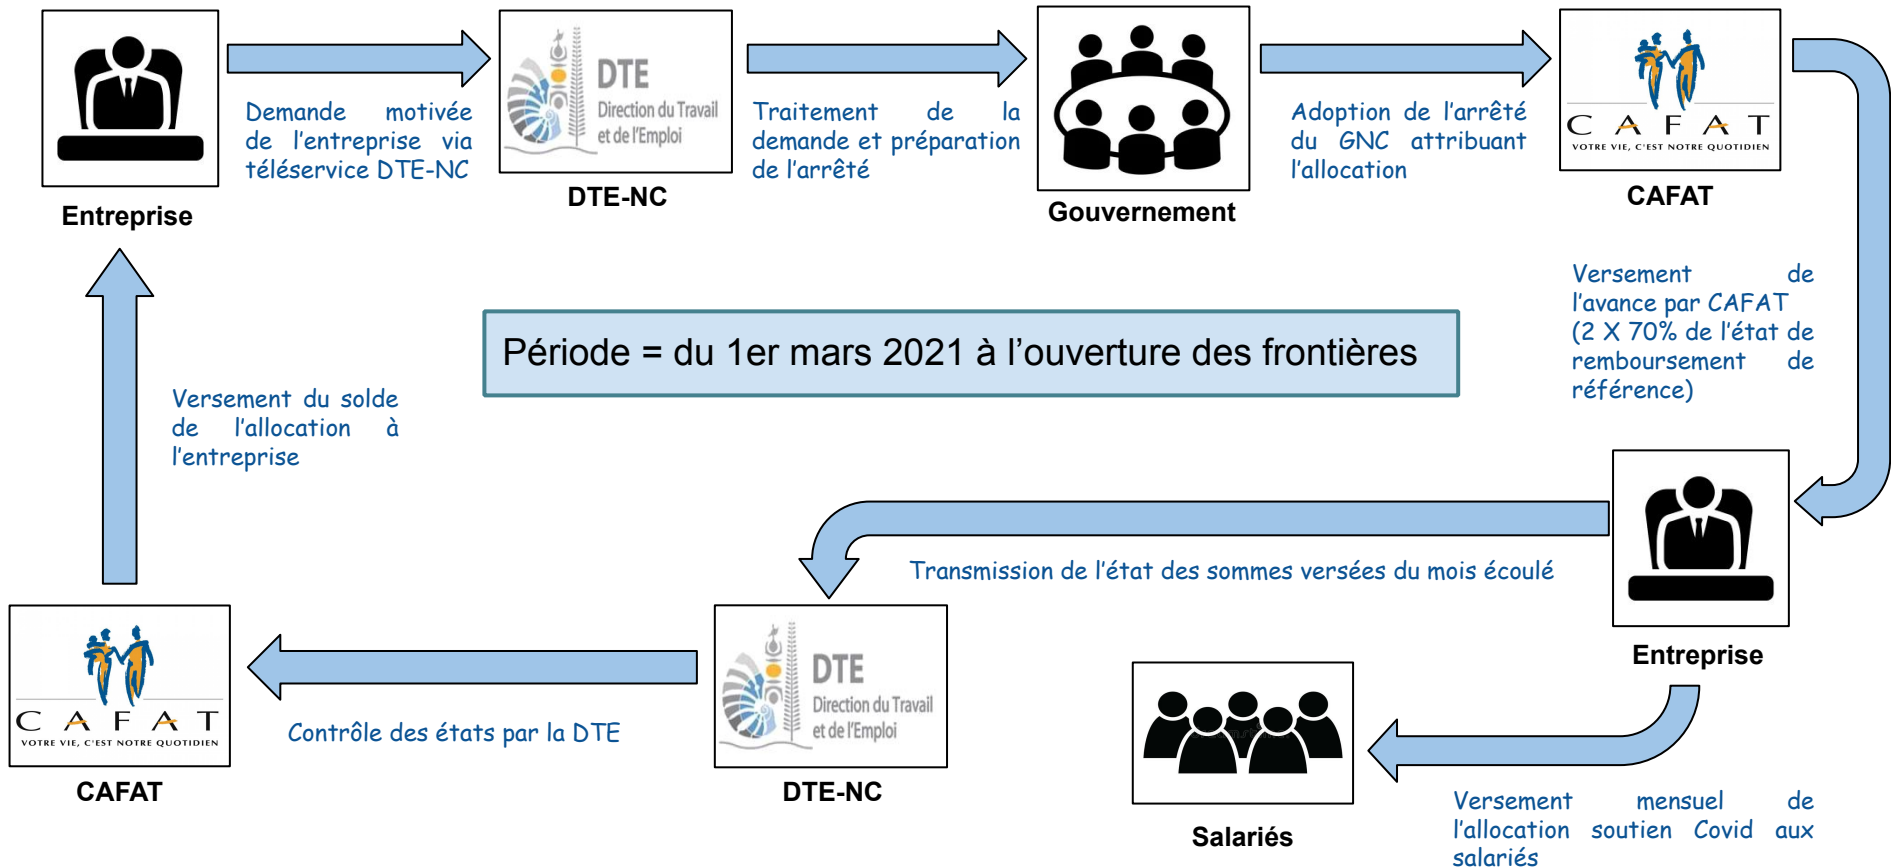 Demande motivée
de l'entreprise via
téléservice DTE-NC
Entreprise
DTE
Direction du Travail
et de l'Emploi
DTE-NC
Traitement de la
demande et préparation
de l'arrêté
Gouvernement
Adoption de l'arrêté
du GNC attribuant
l'allocation
CAFAT
VOTRE VIE, C'EST NOTRE QUOTIDIEN
CAFAT
Versement de
l'avance par CAFAT
(2 X 70% de l'état de
remboursement de
référence)
Période = du 1er mars 2021 à l'ouverture des frontières
Versement du solde
de l'allocation à
l'entreprise
Transmission de l'état des sommes versées du mois écoulé
Entreprise
Versement mensuel de
l'allocation soutien Covid aux
salariés
Salariés
DTE
Direction du Travail
et de l'Emploi
DTE-NC
Contrôle des états par la DTE
CAFAT
VOTRE VIE, C'EST NOTRE QUOTIDIEN
CAFAT